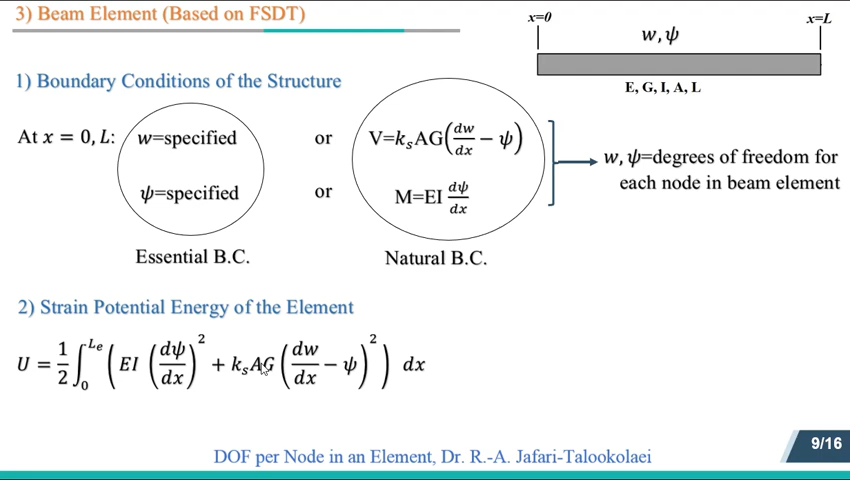 3) Beam Element (Based on FSDT)
x=0
x=L
w, ψ
E, G, I, A, L
1) Boundary Conditions of the Structure
At x = 0, L: w=specified or V=kₛAG(dw/dx − ψ)
ψ=specified or M=EI dψ/dx
w, ψ=degrees of freedom for
each node in beam element
Essential B.C.
Natural B.C.
2) Strain Potential Energy of the Element
U = 1/2 ∫₀^Lₑ (EI (dψ/dx)² + kₛAG (dw/dx − ψ)²) dx
9/16
DOF per Node in an Element, Dr. R.-A. Jafari-Talookolaei